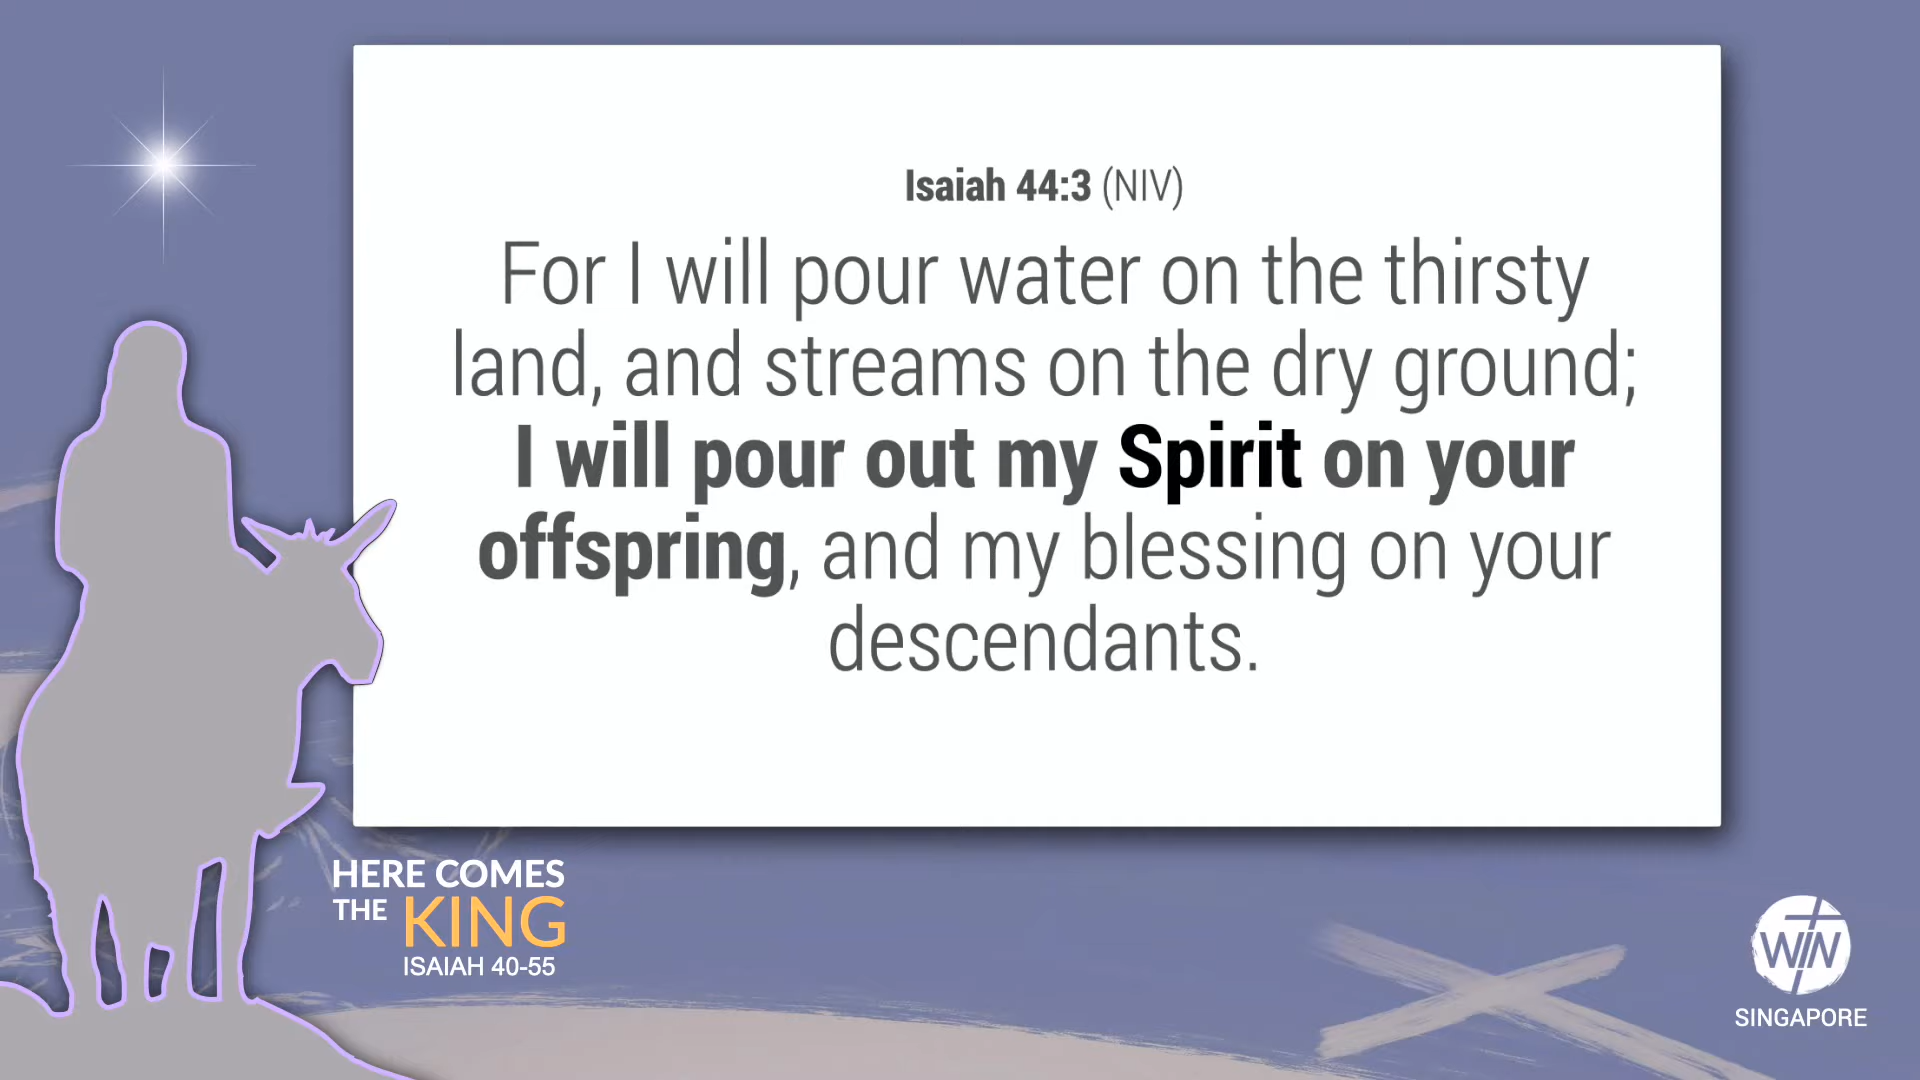 Isaiah 44:3 (NIV)
For I will pour water on the thirsty
land, and streams on the dry ground;
I will pour out my Spirit on your
offspring, and my blessing on your
descendants.
HERE COMES
THE KING
ISAIAH 40-55
WIN
SINGAPORE